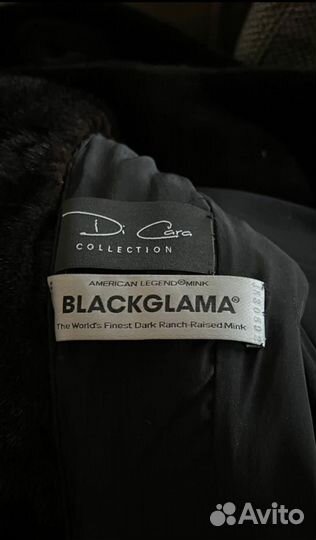 Di Cara
COLLECTION
AMERICAN LEGEND®MINK
BLACKGLAMA®
The World's Finest Dark Ranch-Raised Mink
Avito